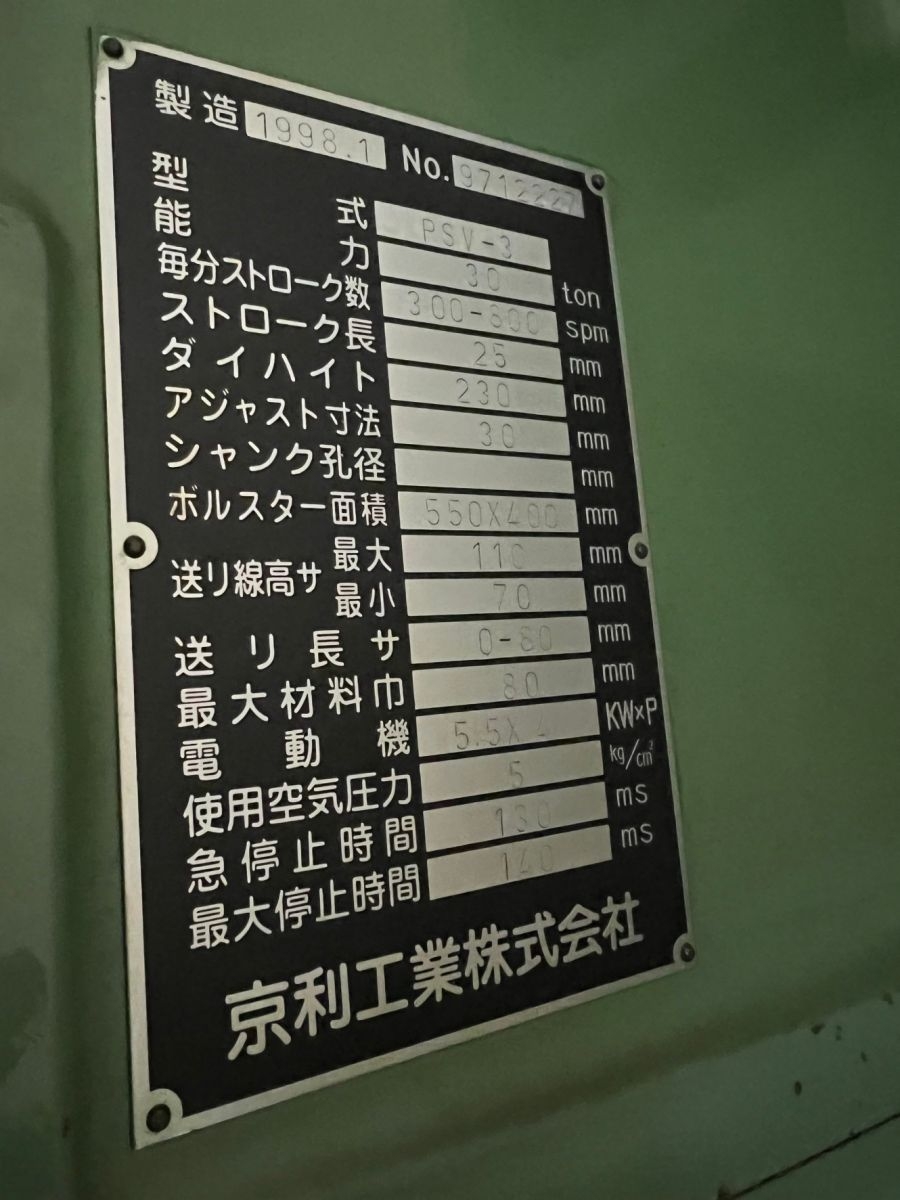 製造 1998.1 No. 9712227
型式 PSV-3
能力 30 ton
毎分ストローク数 300-800 spm
ストローク長 25 mm
ダイハイト 230 mm
アジャスト寸法 30 mm
シャンク孔径 mm
ボルスター面積 550X400 mm
送リ線高サ 最大 110 mm
最小 70 mm
送リ長サ 0-80 mm
最大材料巾 80 mm
電動機 5.5X4 KW×P
使用空気圧力 5 kg/cm²
急停止時間 130 ms
最大停止時間 140 ms
京利工業株式会社